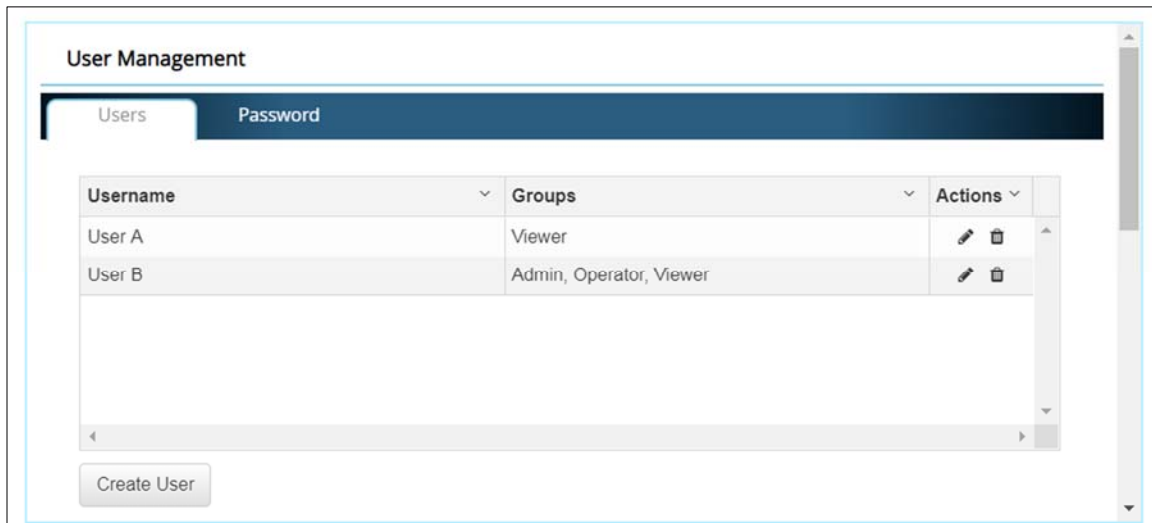 User Management
Users Password
Username Groups Actions
User A Viewer
User B Admin, Operator, Viewer
Create User